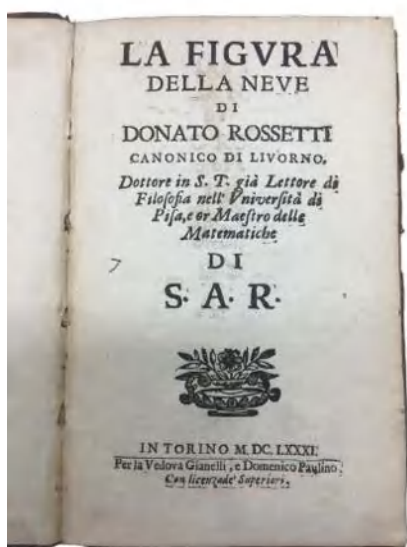 LA FIGVRA
DELLA NEVE
DI
DONATO ROSSETTI
CANONICO DI LIVORNO,
Dottore in S. T. già Lettore di
Filosofia nell' Vniversità di
Pisa, e or Maestro delle
Matematiche
7
DI
S. A. R.
IN TORINO M. DC. LXXXI.
Per la Vedova Gianelli, e Domenico Paulino.
Con licenza de' Superiori.